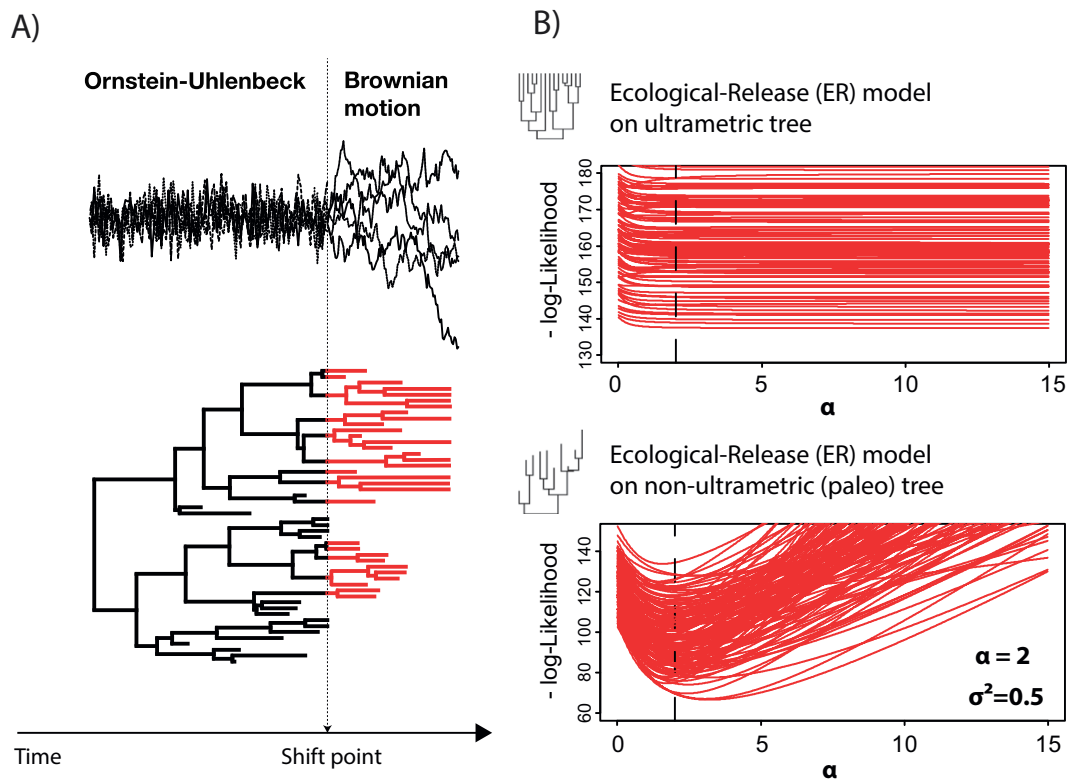 A)
Ornstein-Uhlenbeck
Brownian
motion
Time
Shift point
B)
Ecological-Release (ER) model
on ultrametric tree
- log-Likelihood
130 140 150 160 170 180
0 5 10 15
α
Ecological-Release (ER) model
on non-ultrametric (paleo) tree
- log-Likelihood
60 80 100 120 140
α = 2
σ²=0.5
0 5 10 15
α